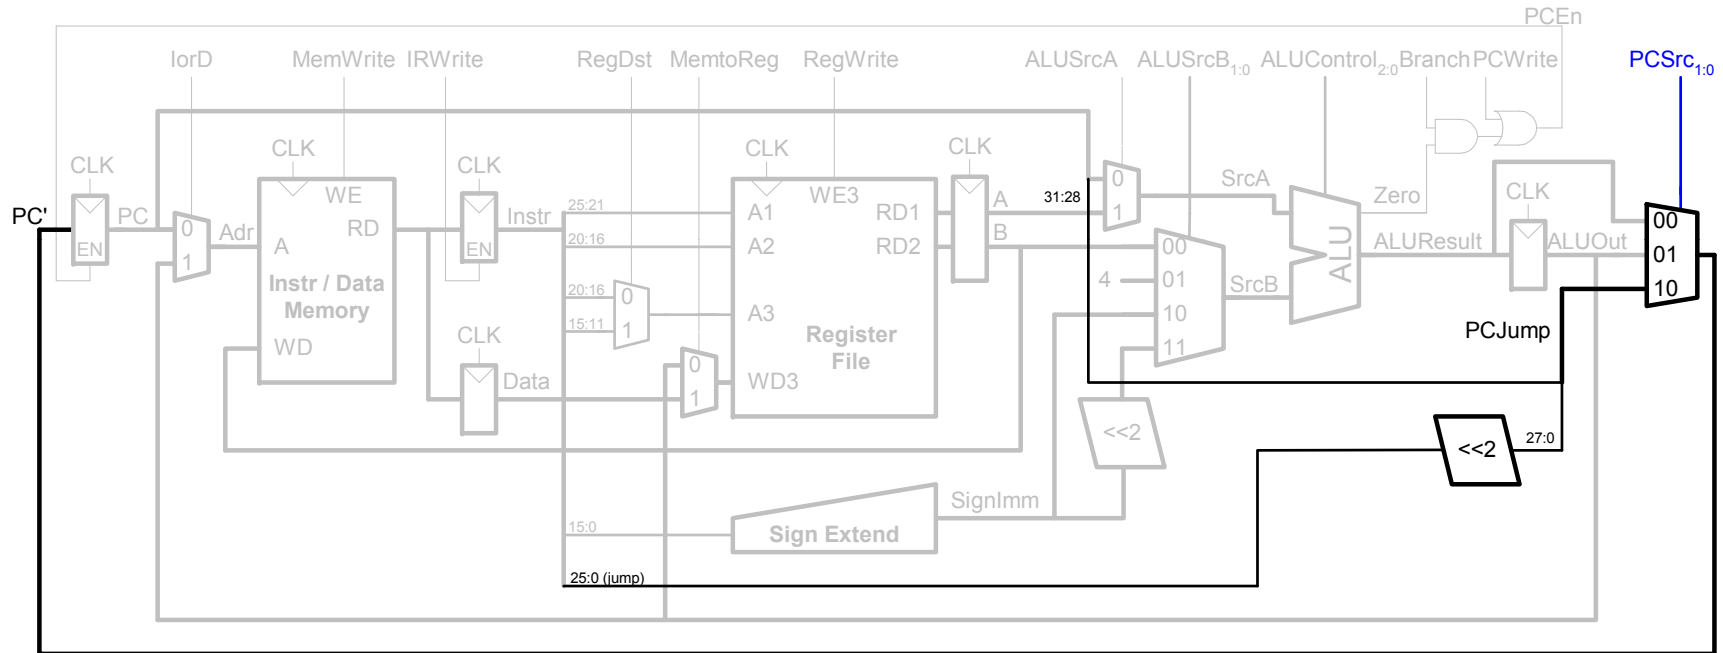 PCEn
IorD MemWrite IRWrite RegDst MemtoReg RegWrite ALUSrcA ALUSrcB1:0 ALUControl2:0 Branch PCWrite PCSrc1:0
CLK CLK CLK CLK CLK
PC' EN PC
0 1 Adr
WE A RD
Instr / Data
Memory
WD
EN Instr
CLK Data
25:21
20:16
20:16 0
15:11 1
0
1
WE3
A1 RD1
A2 RD2
A3
Register
File
WD3
A
B
31:28
0
1
SrcA
00
4 01
10
11
SrcB
ALU
Zero
ALUResult
CLK
ALUOut
00
01
10
PCJump
<<2
<<2 27:0
SignImm
15:0 Sign Extend
25:0 (jump)